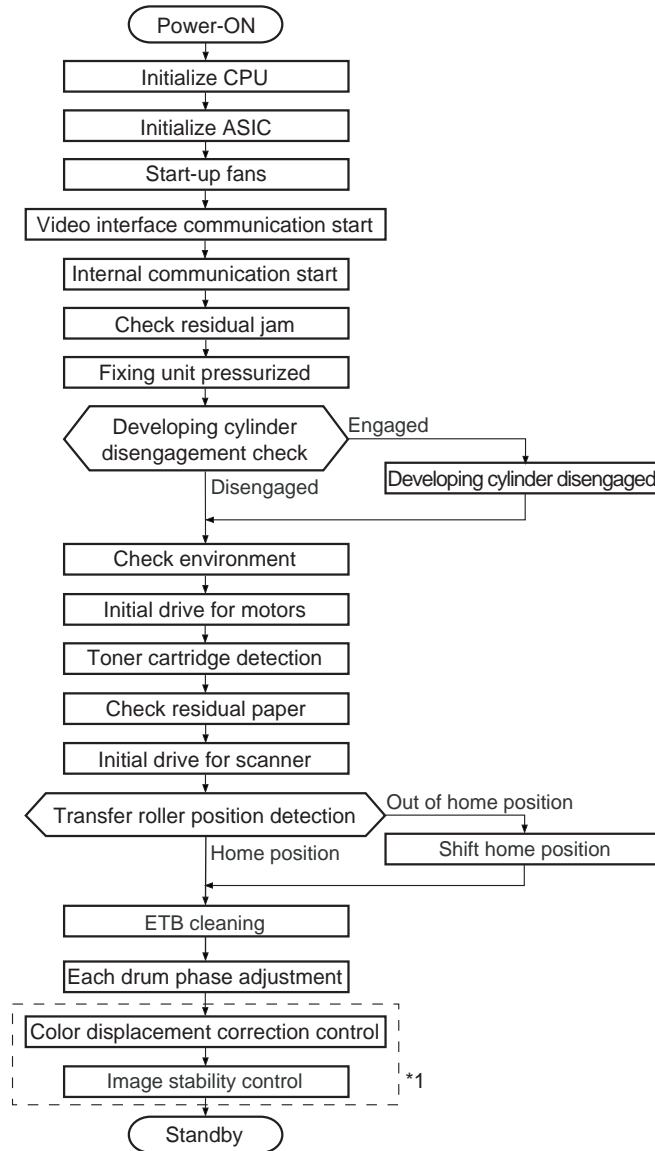 Power-ON
Initialize CPU
Initialize ASIC
Start-up fans
Video interface communication start
Internal communication start
Check residual jam
Fixing unit pressurized
Developing cylinder
disengagement check
Engaged
Disengaged
Developing cylinder disengaged
Check environment
Initial drive for motors
Toner cartridge detection
Check residual paper
Initial drive for scanner
Transfer roller position detection
Out of home position
Home position
Shift home position
ETB cleaning
Each drum phase adjustment
Color displacement correction control
Image stability control
*1
Standby